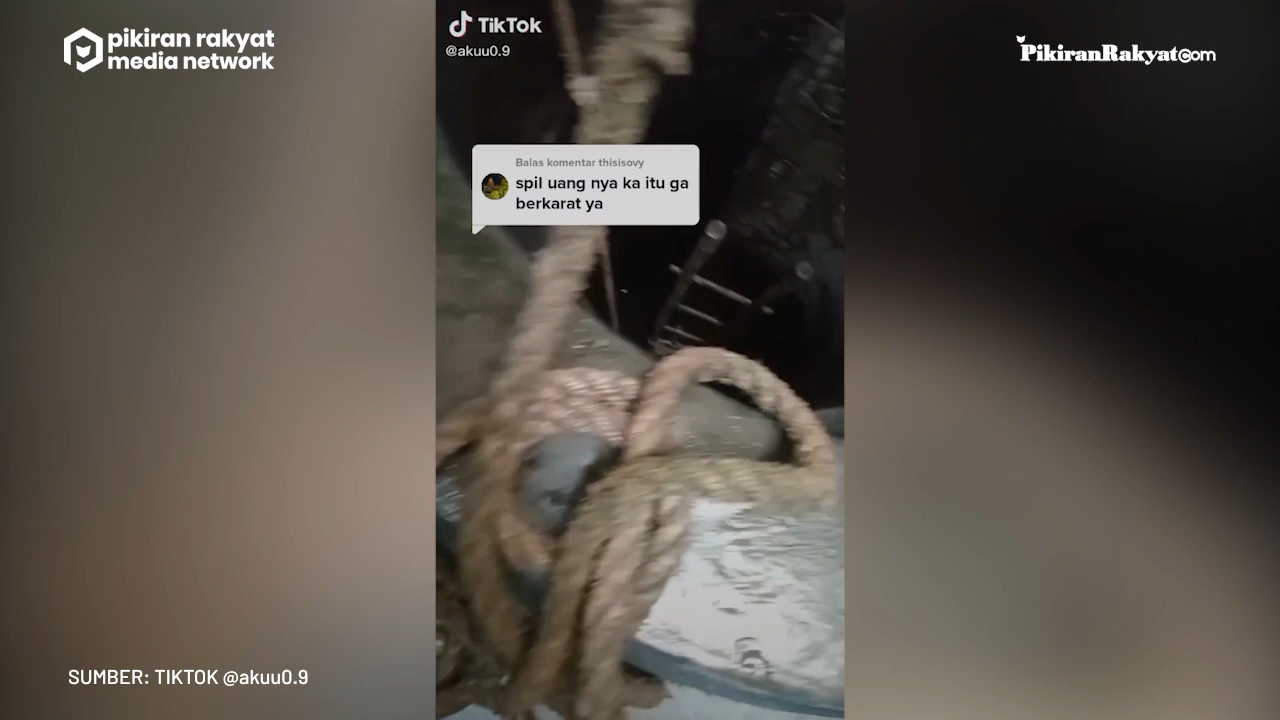 pikiran rakyat
media network
TikTok
@akuu0.9
PikiranRakyat.com
Balas komentar thisisovy
spil uang nya ka itu ga
berkarat ya
SUMBER: TIKTOK @akuu0.9